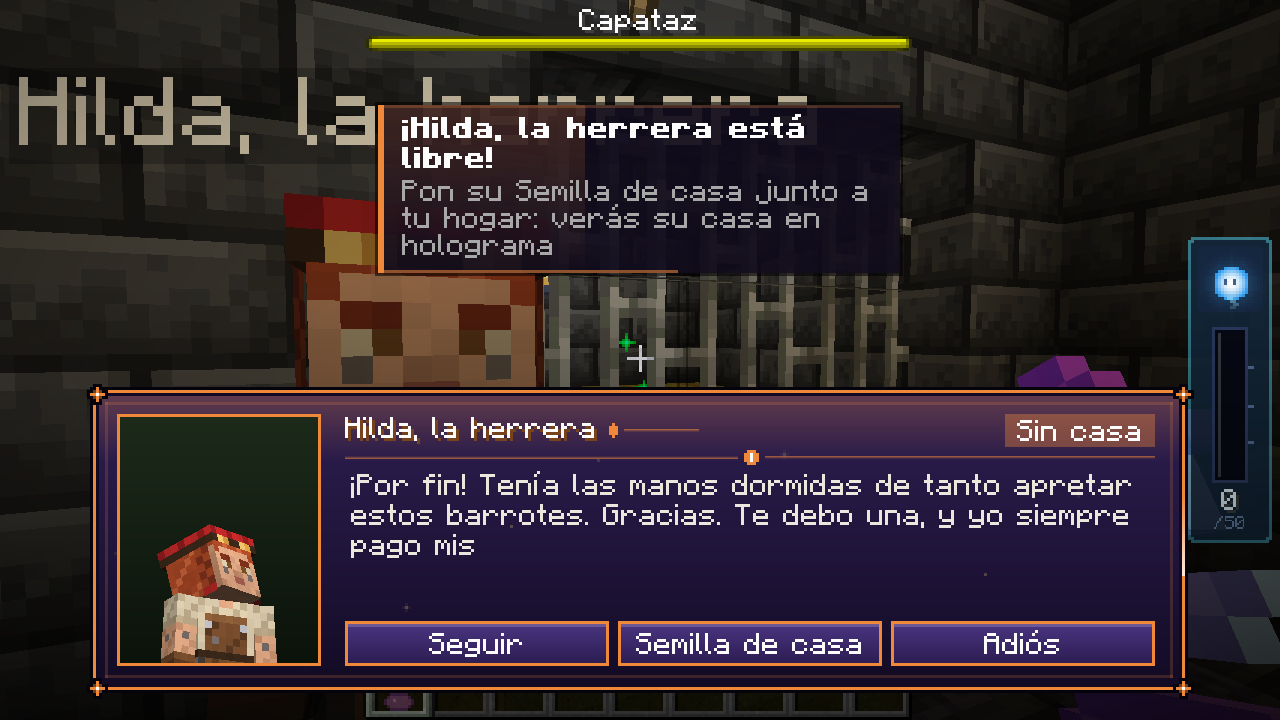 Capataz
Hilda, la herrera
¡Hilda, la herrera está
libre!
Pon su Semilla de casa junto a
tu hogar: verás su casa en
holograma
0
/50
Hilda, la herrera
Sin casa
¡Por fin! Tenía las manos dormidas de tanto apretar
estos barrotes. Gracias. Te debo una, y yo siempre
pago mis
Seguir
Semilla de casa
Adiós